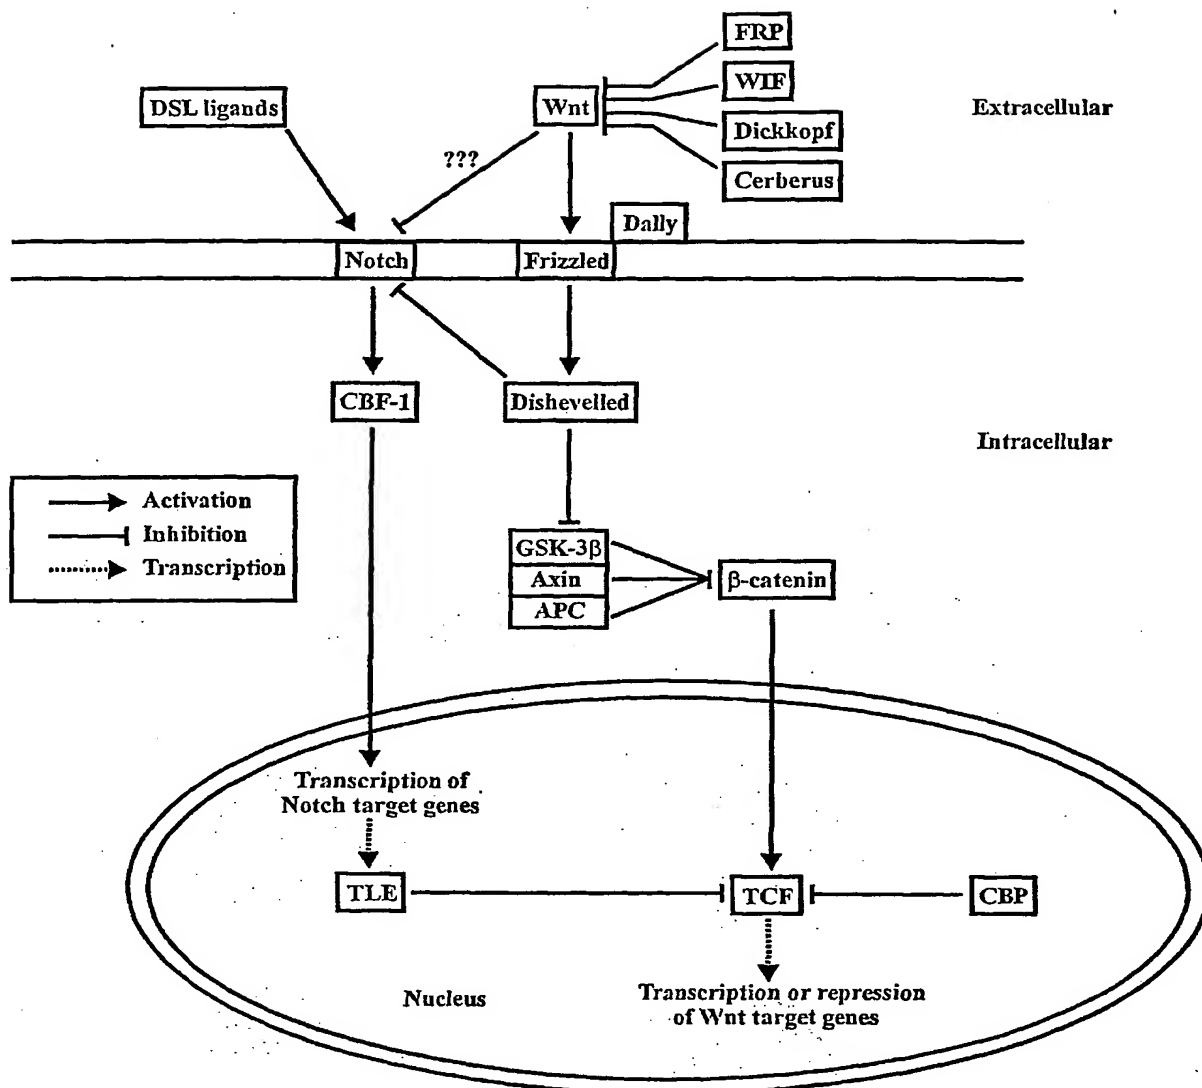 FRP
WIF
Dickkopf
Cerberus
DSL ligands
Wnt
Extracellular
???
Dally
Notch
Frizzled
CBF-1
Dishevelled
Intracellular
Activation
Inhibition
Transcription
GSK-3β
Axin
APC
β-catenin
Transcription of
Notch target genes
TLE
TCF
CBP
Nucleus
Transcription or repression
of Wnt target genes